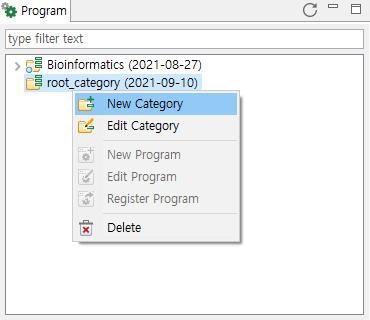 Program
type filter text
Bioinformatics (2021-08-27)
root_category (2021-09-10)
New Category
Edit Category
New Program
Edit Program
Register Program
Delete